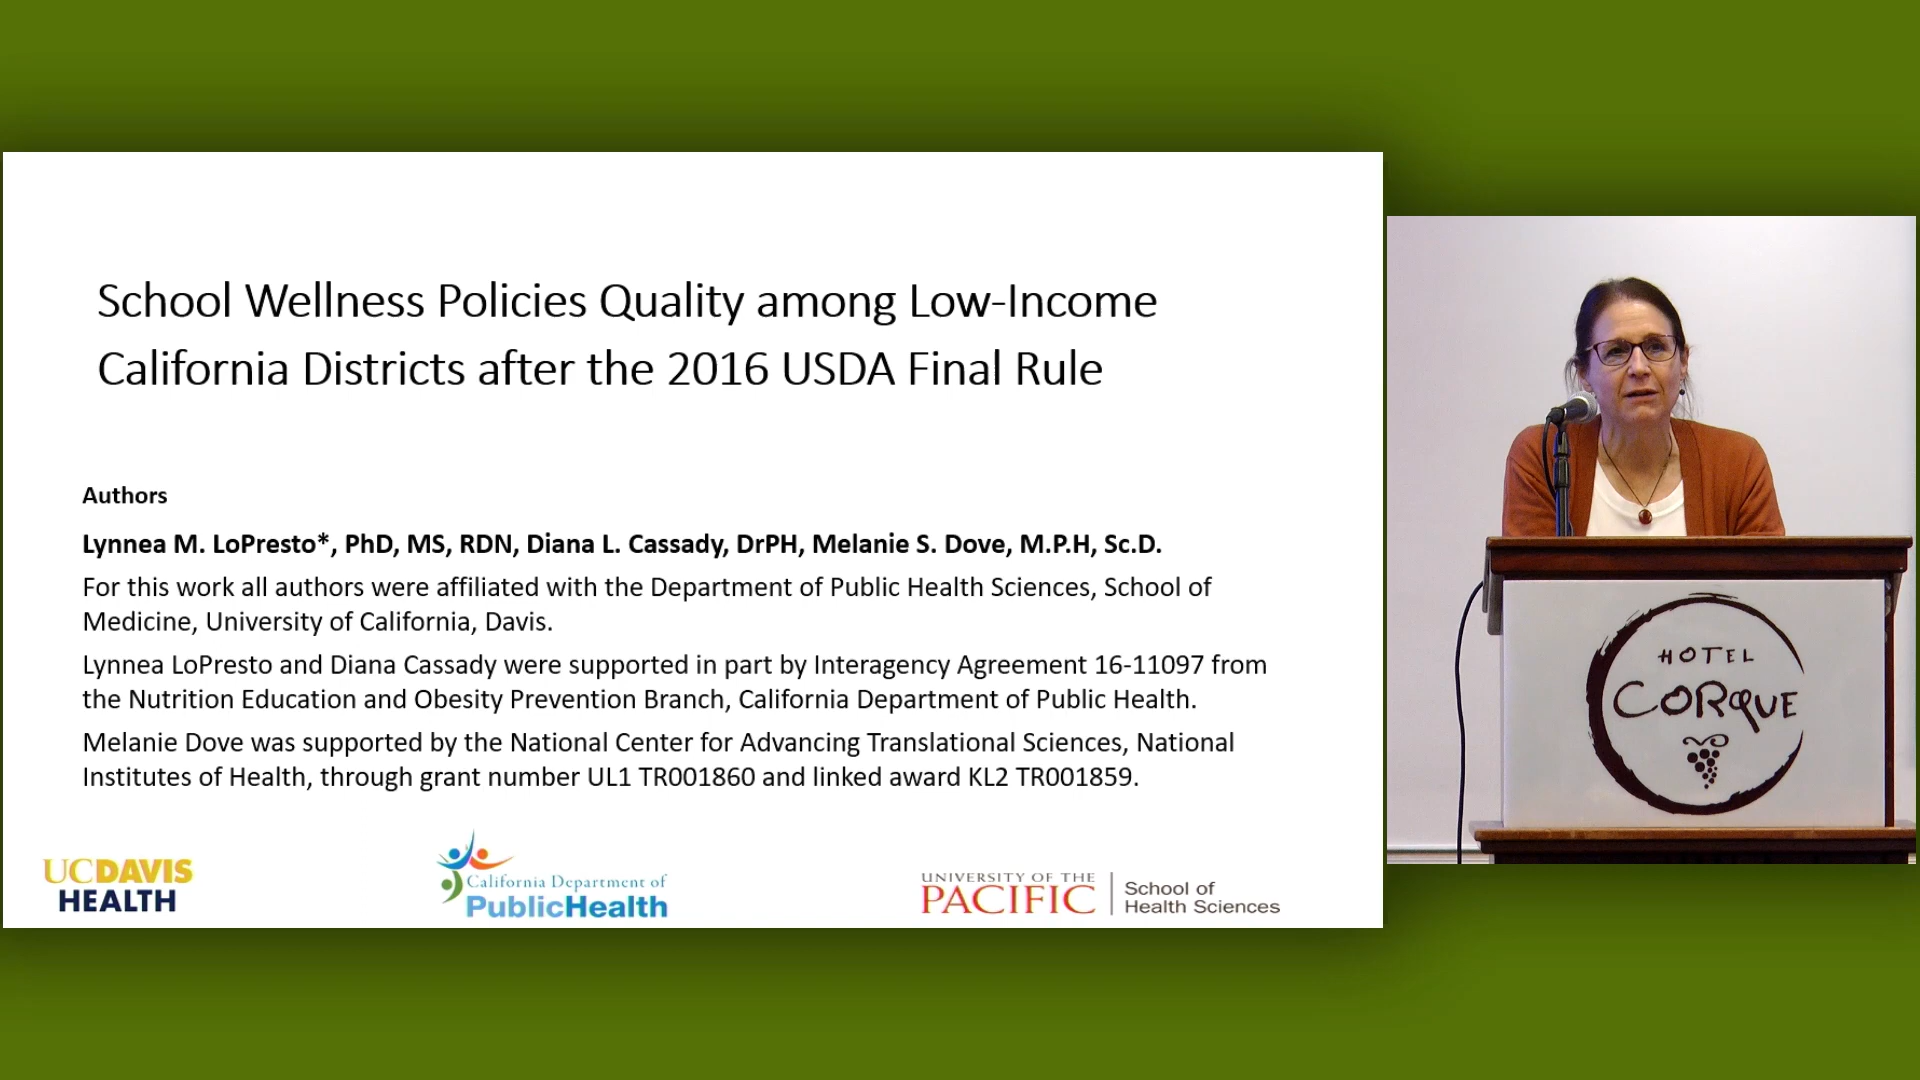 School Wellness Policies Quality among Low-Income
California Districts after the 2016 USDA Final Rule
Authors
Lynnea M. LoPresto*, PhD, MS, RDN, Diana L. Cassady, DrPH, Melanie S. Dove, M.P.H, Sc.D.
For this work all authors were affiliated with the Department of Public Health Sciences, School of
Medicine, University of California, Davis.
Lynnea LoPresto and Diana Cassady were supported in part by Interagency Agreement 16-11097 from
the Nutrition Education and Obesity Prevention Branch, California Department of Public Health.
Melanie Dove was supported by the National Center for Advancing Translational Sciences, National
Institutes of Health, through grant number UL1 TR001860 and linked award KL2 TR001859.
UCDAVIS
HEALTH
California Department of
PublicHealth
UNIVERSITY OF THE
PACIFIC
School of
Health Sciences
HOTEL
CORQUE